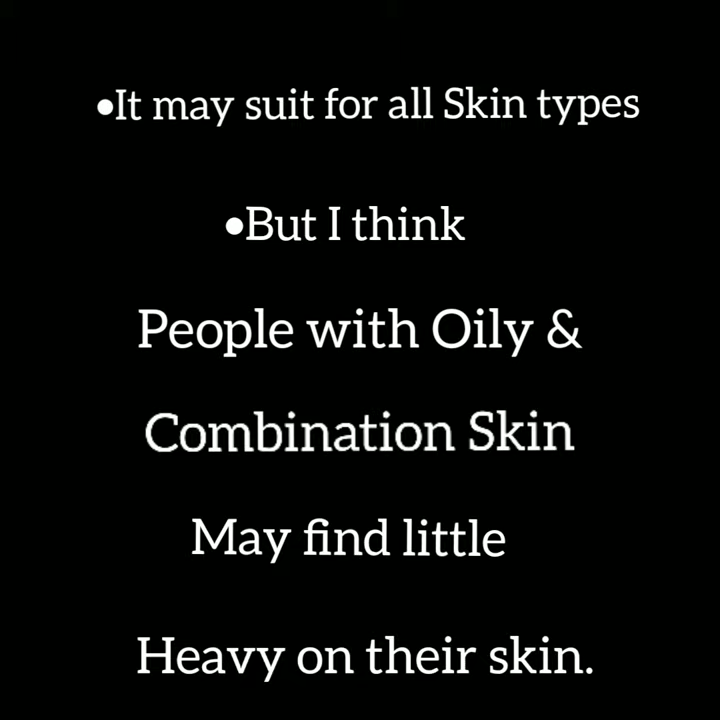 •It may suit for all Skin types
•But I think
People with Oily &
Combination Skin
May find little
Heavy on their skin.